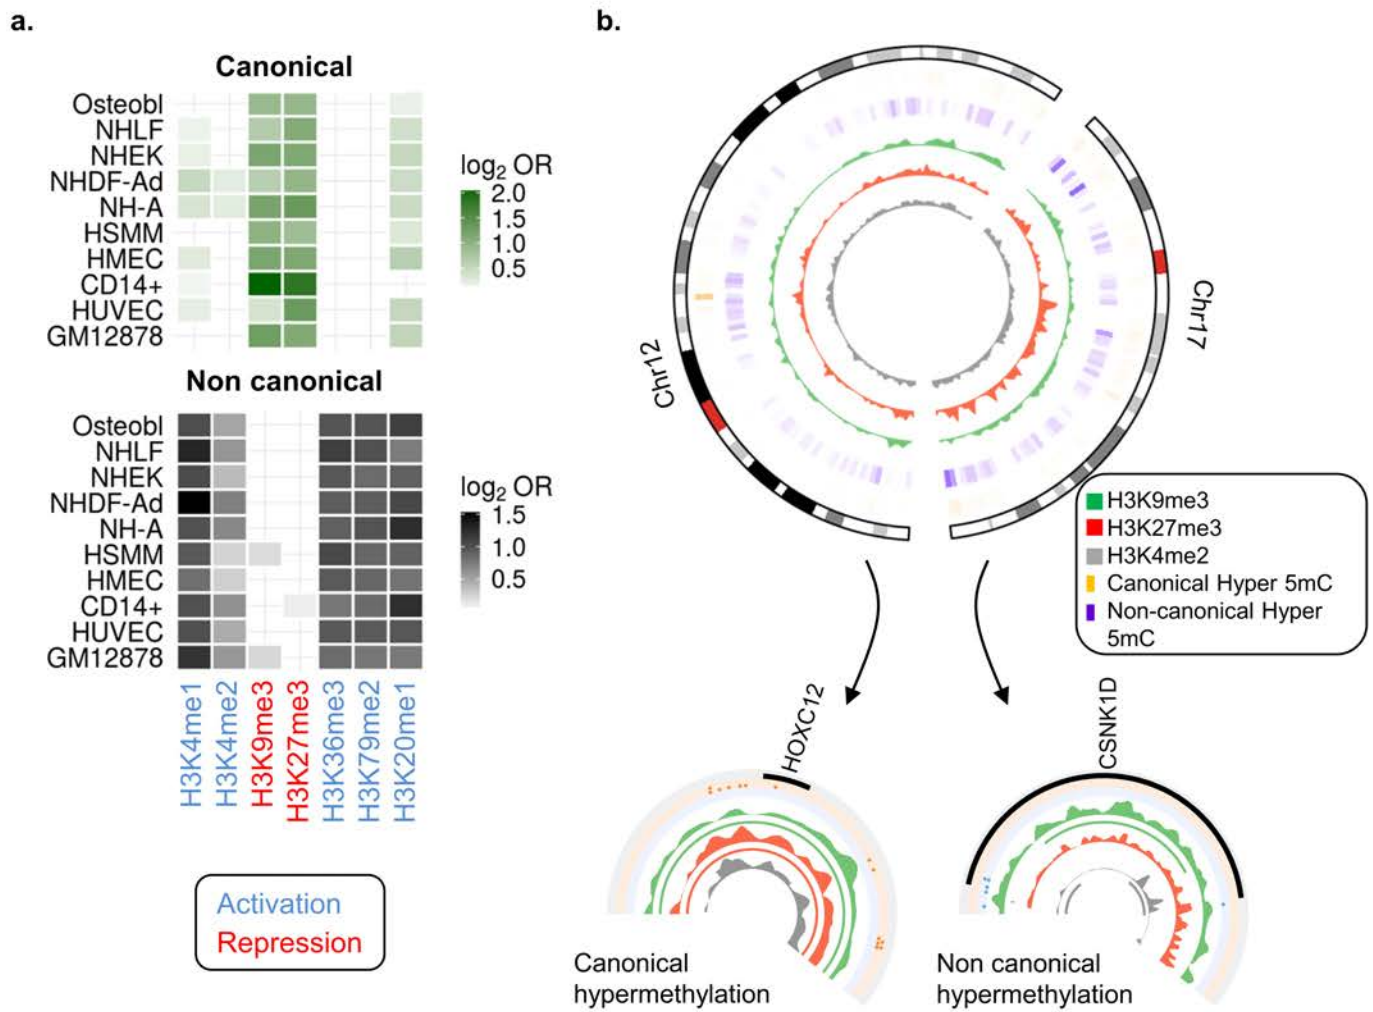 a.
Canonical
Osteobl
NHLF
NHEK
NHDF-Ad
NH-A
HSMM
HMEC
CD14+
HUVEC
GM12878
log2 OR
2.0
1.5
1.0
0.5
Non canonical
Osteobl
NHLF
NHEK
NHDF-Ad
NH-A
HSMM
HMEC
CD14+
HUVEC
GM12878
log2 OR
1.5
1.0
0.5
H3K4me1
H3K4me2
H3K9me3
H3K27me3
H3K36me3
H3K79me2
H3K20me1
Activation
Repression
b.
Chr12
Chr17
H3K9me3
H3K27me3
H3K4me2
Canonical Hyper 5mC
Non-canonical Hyper
5mC
HOXC12
CSNK1D
Canonical
hypermethylation
Non canonical
hypermethylation